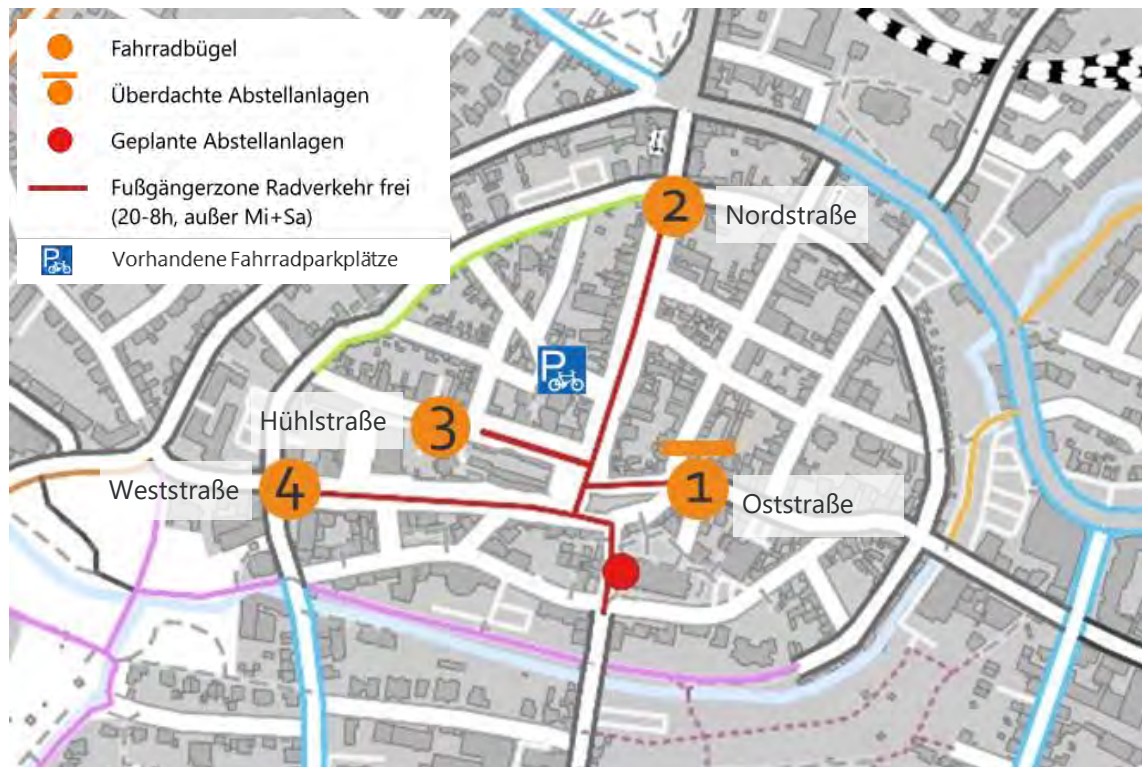 Fahrradbügel
Überdachte Abstellanlagen
Geplante Abstellanlagen
Fußgängerzone Radverkehr frei
(20-8h, außer Mi+Sa)
P Vorhandene Fahrradparkplätze
2 Nordstraße
P
Hühlstraße 3
Weststraße 4
1 Oststraße